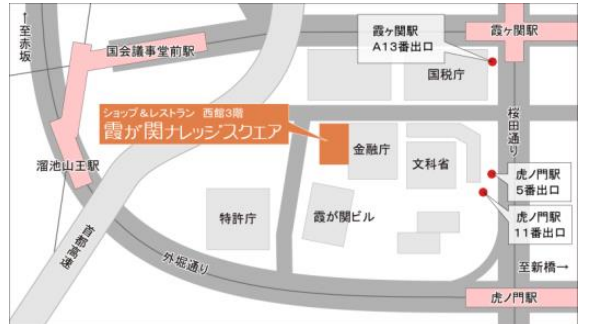 ←至赤坂
国会議事堂前駅
霞ヶ関駅
A13番出口
霞ヶ関駅
国税庁
ショップ＆レストラン 西館3階
霞が関ナレッジスクエア
桜田通り
金融庁
文科省
溜池山王駅
虎ノ門駅
5番出口
特許庁
霞が関ビル
虎ノ門駅
11番出口
首都高速
外堀通り
至新橋→
虎ノ門駅